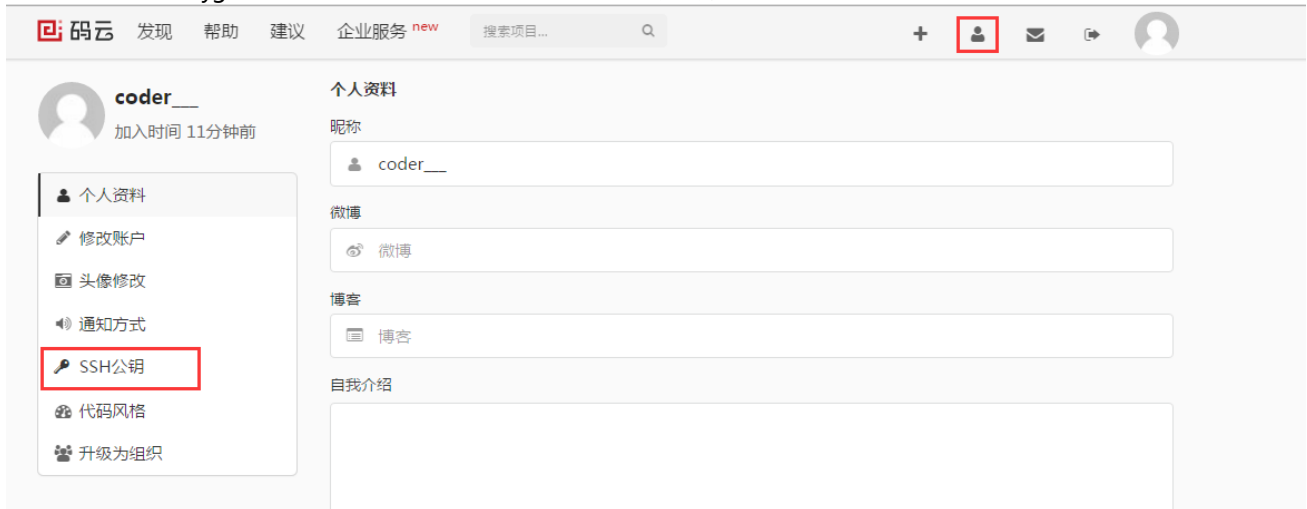 码云 发现 帮助 建议 企业服务 new 搜索项目...
coder___
加入时间 11分钟前
个人资料
修改账户
头像修改
通知方式
SSH公钥
代码风格
升级为组织
个人资料
昵称
coder___
微博
微博
博客
博客
自我介绍